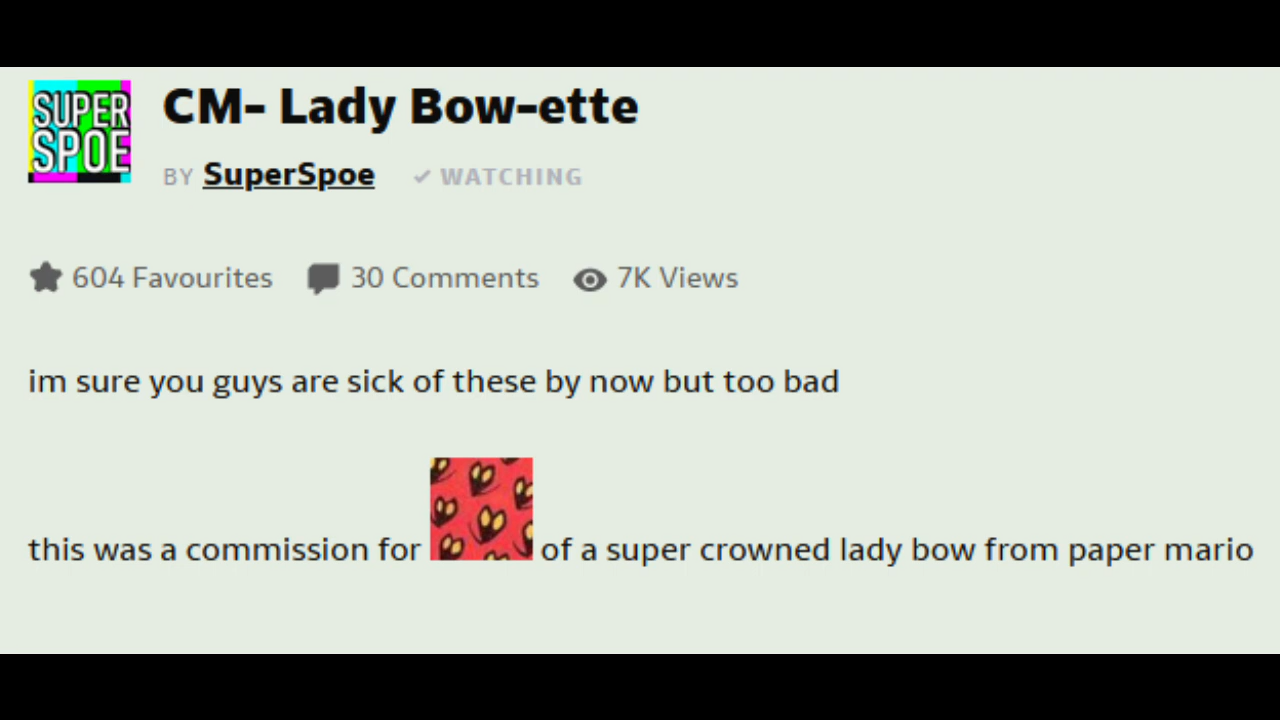 SUPER
SPOE
CM- Lady Bow-ette
BY SuperSpoe ✓ WATCHING
604 Favourites 30 Comments 7K Views
im sure you guys are sick of these by now but too bad
this was a commission for of a super crowned lady bow from paper mario